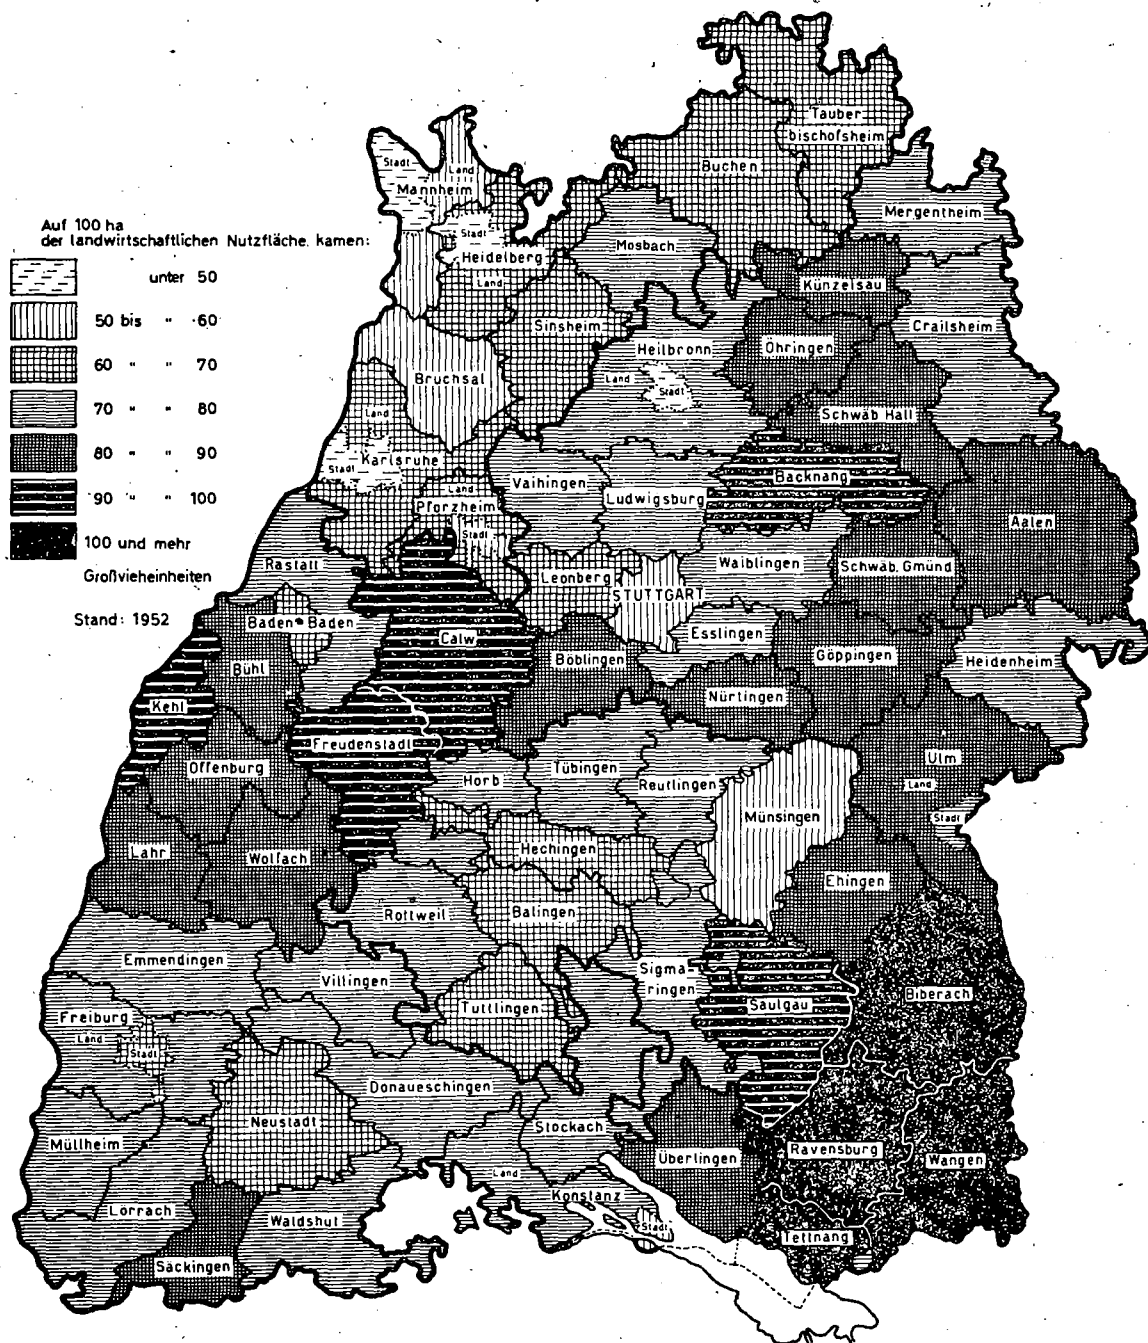 Auf 100 ha
der landwirtschaftlichen Nutzfläche kamen:
unter 50
50 bis " 60
60 " " 70
70 " " 80
80 " " 90
90 " " 100
100 und mehr
Großvieheinheiten
Stand: 1952
Tauber
bischofsheim
Buchen
Stadt
Land
Mannheim
Mergentheim
Stadt
Mosbach
Heidelberg
Land
Künzelsau
Sinsheim
Crailsheim
Heilbronn
Öhringen
Bruchsal
Land
Stadt
Land
Schwäb. Hall
Karlsruhe
Stadt
Backnang
Vaihingen
Land
Ludwigsburg
Pforzheim
Aalen
Stadt
Rastatt
Waiblingen
Schwäb. Gmünd
Leonberg
STUTTGART
Baden-Baden
Calw
Esslingen
Böblingen
Göppingen
Heidenheim
Bühl
Nürtingen
Kehl
Freudenstadt
Offenburg
Ulm
Horb
Tübingen
Reutlingen
Land
Münsingen
Stadt
Lahr
Wolfach
Hechingen
Ehingen
Rottweil
Balingen
Emmendingen
Villingen
Sigma-
ringen
Biberach
Tuttlingen
Saulgau
Freiburg
Land
Stadt
Donaueschingen
Neustadt
Stockach
Müllheim
Überlingen
Ravensburg
Wangen
Land
Lörrach
Waldshut
Konstanz
Stadt
Tettnang
Säckingen